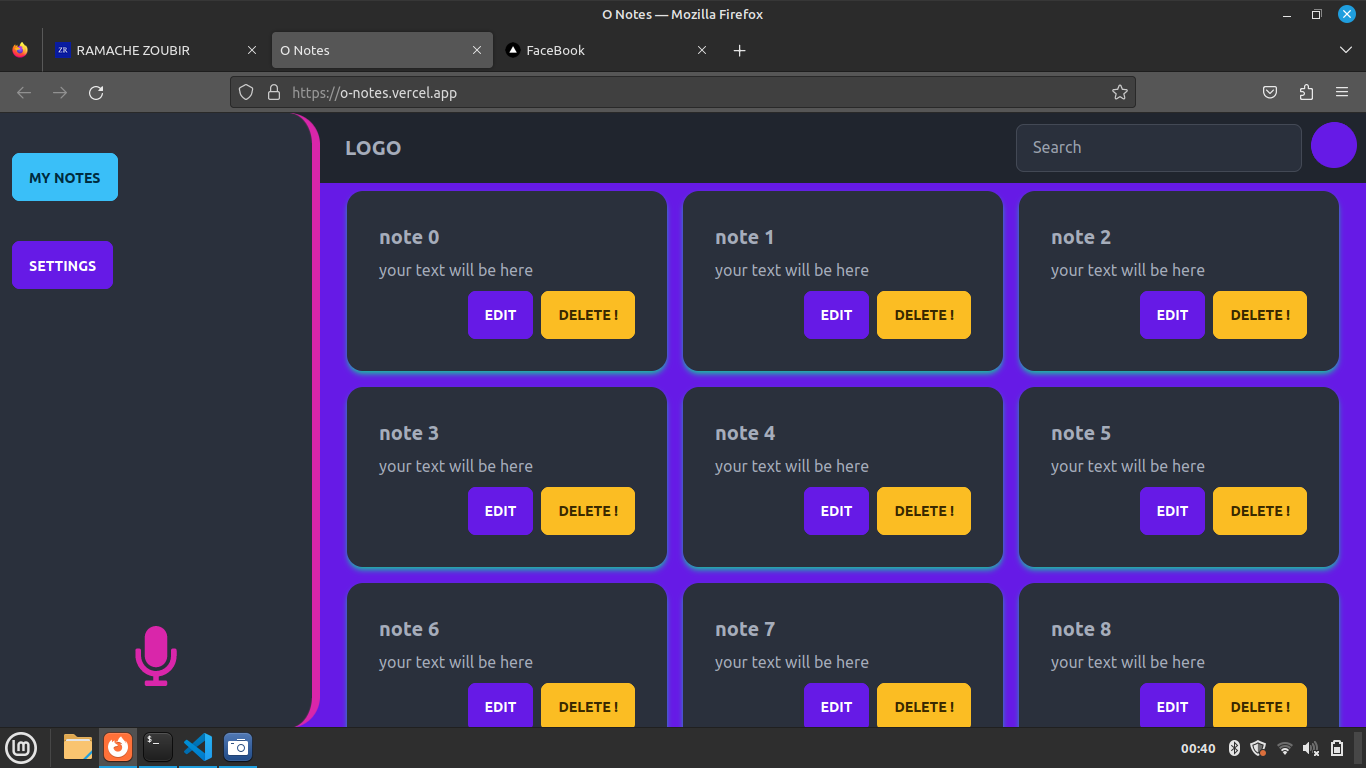 O Notes — Mozilla Firefox
ZR RAMACHE ZOUBIR
O Notes
FaceBook
https://o-notes.vercel.app
MY NOTES
SETTINGS
LOGO
Search
note 0
your text will be here
EDIT DELETE !
note 1
your text will be here
EDIT DELETE !
note 2
your text will be here
EDIT DELETE !
note 3
your text will be here
EDIT DELETE !
note 4
your text will be here
EDIT DELETE !
note 5
your text will be here
EDIT DELETE !
note 6
your text will be here
EDIT DELETE !
note 7
your text will be here
EDIT DELETE !
note 8
your text will be here
EDIT DELETE !
$_
00:40